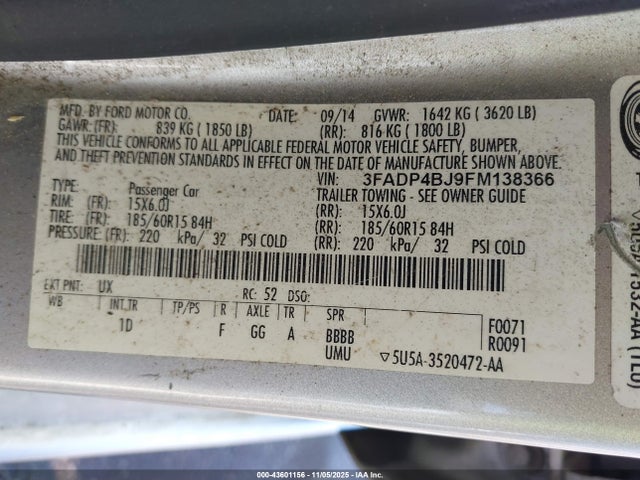 MFD. BY FORD MOTOR CO. DATE: 09/14 GVWR: 1642 KG ( 3620 LB)
GAWR:(FR): 839 KG ( 1850 LB) (RR): 816 KG ( 1800 LB)
THIS VEHICLE CONFORMS TO ALL APPLICABLE FEDERAL MOTOR VEHICLE SAFETY, BUMPER,
AND THEFT PREVENTION STANDARDS IN EFFECT ON THE DATE OF MANUFACTURE SHOWN ABOVE.
VIN: 3FADP4BJ9FM138366
TYPE: Passenger Car TRAILER TOWING - SEE OWNER GUIDE
RIM: (FR): 15X6.0J (RR): 15X6.0J
TIRE: (FR): 185/60R15 84H (RR): 185/60R15 84H
PRESSURE: (FR): 220 kPa/ 32 PSI COLD (RR): 220 kPa/ 32 PSI COLD
EXT PNT: UX RC: 52 DSO:
WB INT.TR TP/PS R AXLE TR SPR
1D F GG A BBBB
UMU
F0071
R0091
▽5U5A-3520472-AA
000-43601156 - 11/05/2025 - IAAI.com